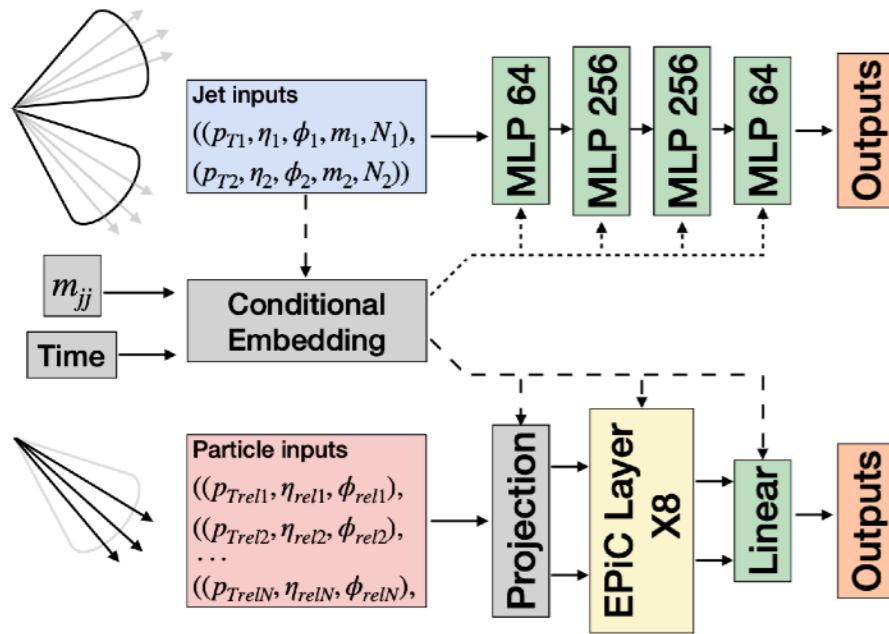 Jet inputs
((p_{T1}, η_1, ϕ_1, m_1, N_1),
(p_{T2}, η_2, ϕ_2, m_2, N_2))
MLP 64
MLP 256
MLP 256
MLP 64
Outputs
m_{jj}
Time
Conditional
Embedding
Particle inputs
((p_{Trel1}, η_{rel1}, ϕ_{rel1}),
((p_{Trel2}, η_{rel2}, ϕ_{rel2}),
...
((p_{TrelN}, η_{relN}, ϕ_{relN}),
Projection
EPiC Layer
X8
Linear
Outputs